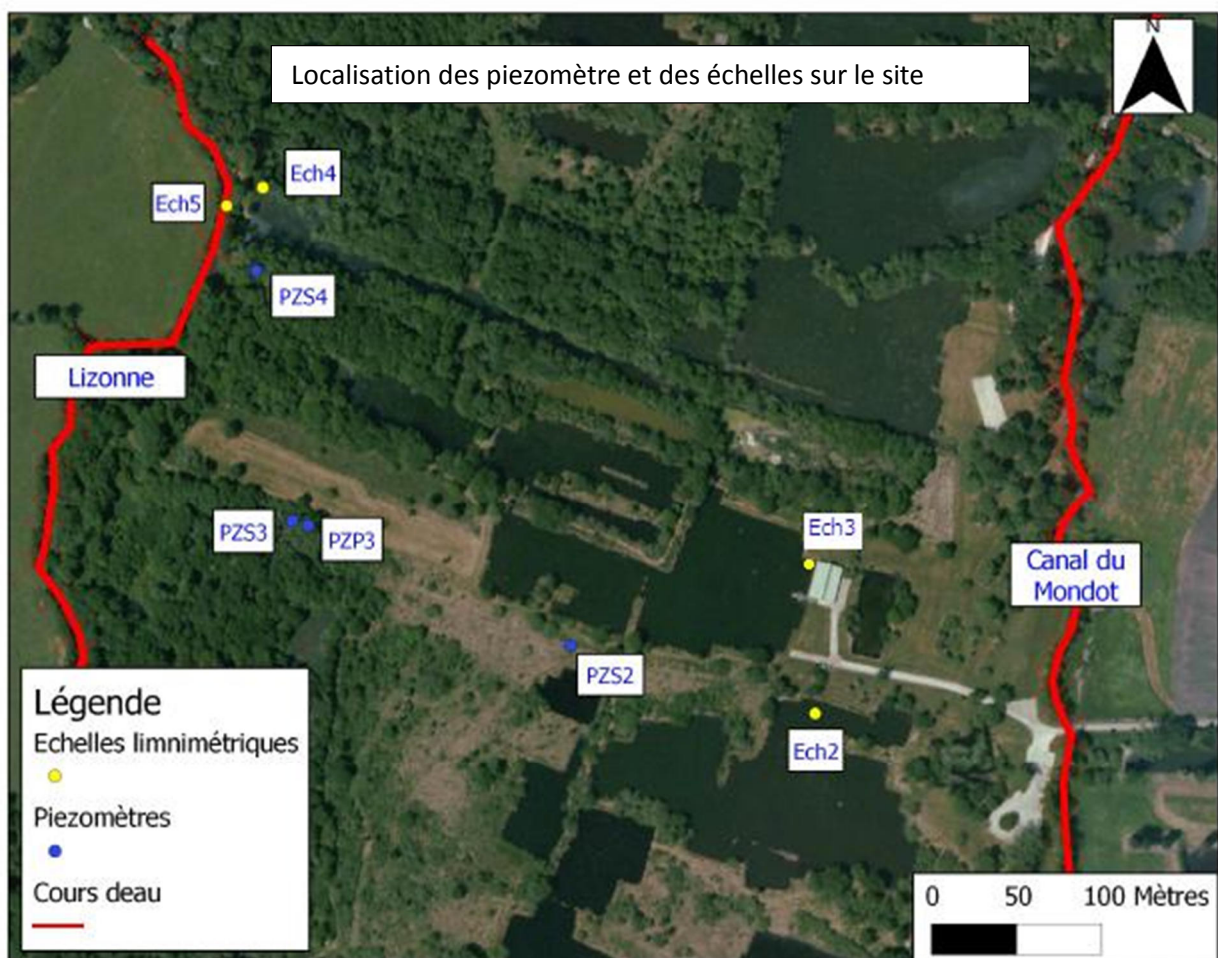 Localisation des piezomètre et des échelles sur le site
N
Ech4
Ech5
PZS4
Lizonne
PZS3
PZP3
Ech3
Canal du
Mondot
PZS2
Ech2
Légende
Echelles limnimétriques
Piezomètres
Cours deau
0 50 100 Mètres